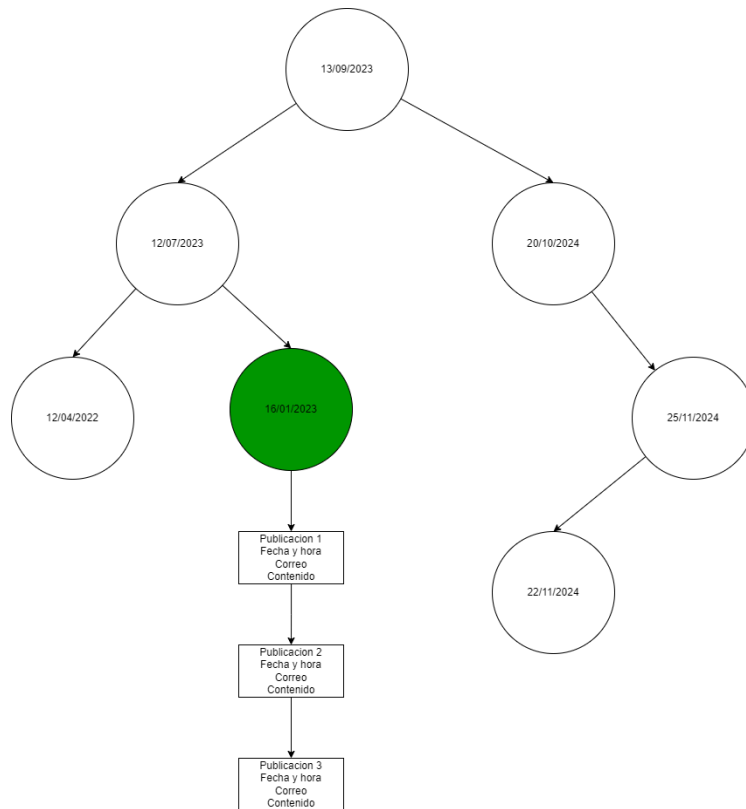 13/09/2023
12/07/2023
20/10/2024
12/04/2022
16/01/2023
25/11/2024
Publicacion 1
Fecha y hora
Correo
Contenido
22/11/2024
Publicacion 2
Fecha y hora
Correo
Contenido
Publicacion 3
Fecha y hora
Correo
Contenido